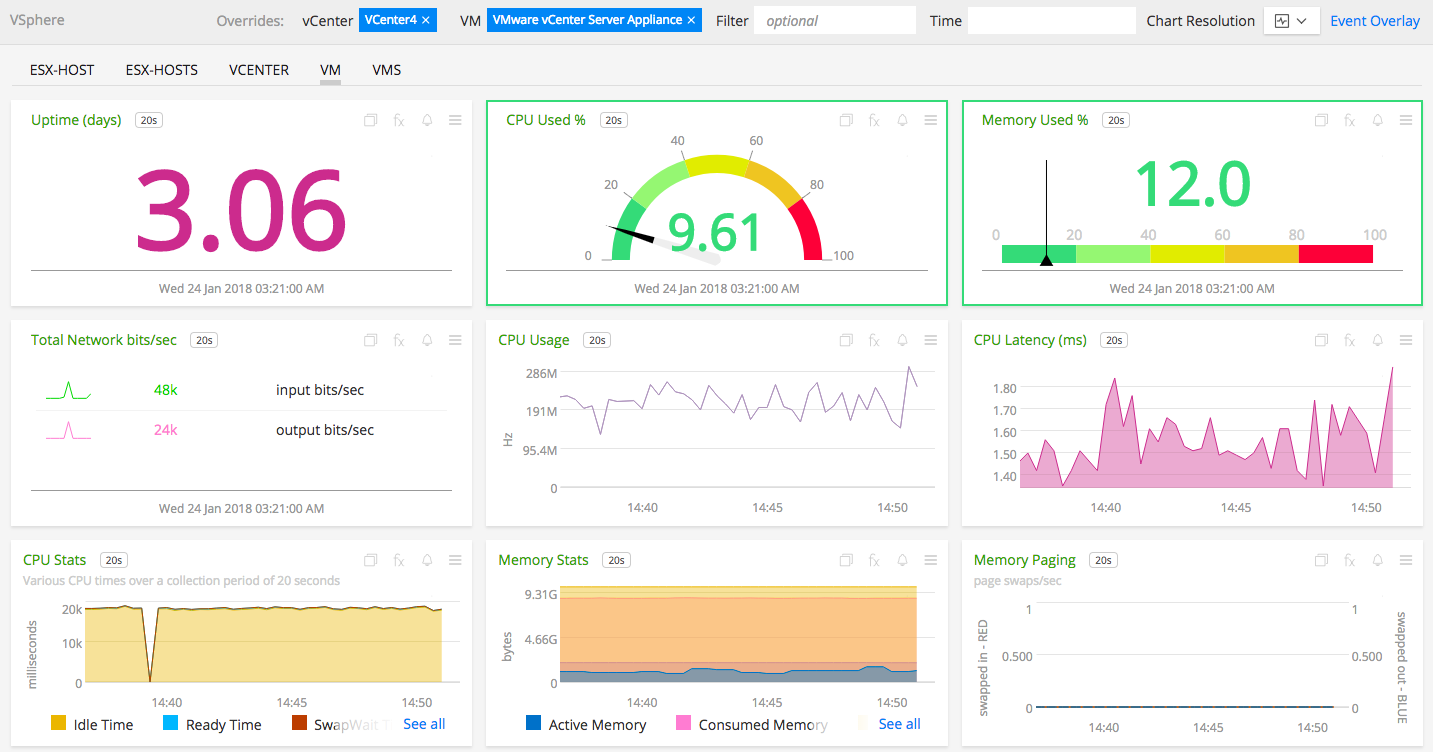 VSphere Overrides: vCenter VCenter4 × VM VMware vCenter Server Appliance × Filter optional Time Chart Resolution Event Overlay
ESX-HOST ESX-HOSTS VCENTER VM VMS
Uptime (days) 20s fx
3.06
Wed 24 Jan 2018 03:21:00 AM
CPU Used % 20s fx
40 60
20 80
9.61
0 100
Wed 24 Jan 2018 03:21:00 AM
Memory Used % 20s fx
12.0
0 20 40 60 80 100
Wed 24 Jan 2018 03:21:00 AM
Total Network bits/sec 20s fx
48k input bits/sec
24k output bits/sec
Wed 24 Jan 2018 03:21:00 AM
CPU Usage 20s fx
286M
191M
Hz
95.4M
0
14:40 14:45 14:50
CPU Latency (ms) 20s fx
1.80
1.70
1.60
1.50
1.40
14:40 14:45 14:50
CPU Stats 20s fx
Various CPU times over a collection period of 20 seconds
milliseconds
20k
10k
0
14:40 14:45 14:50
Idle Time Ready Time SwapWait See all
Memory Stats 20s fx
bytes
9.31G
4.66G
0
14:40 14:45 14:50
Active Memory Consumed Memory See all
Memory Paging 20s fx
page swaps/sec
swapped in - RED
1 1
0.500 0.500
0 0
swapped out - BLUE
14:40 14:45 14:50